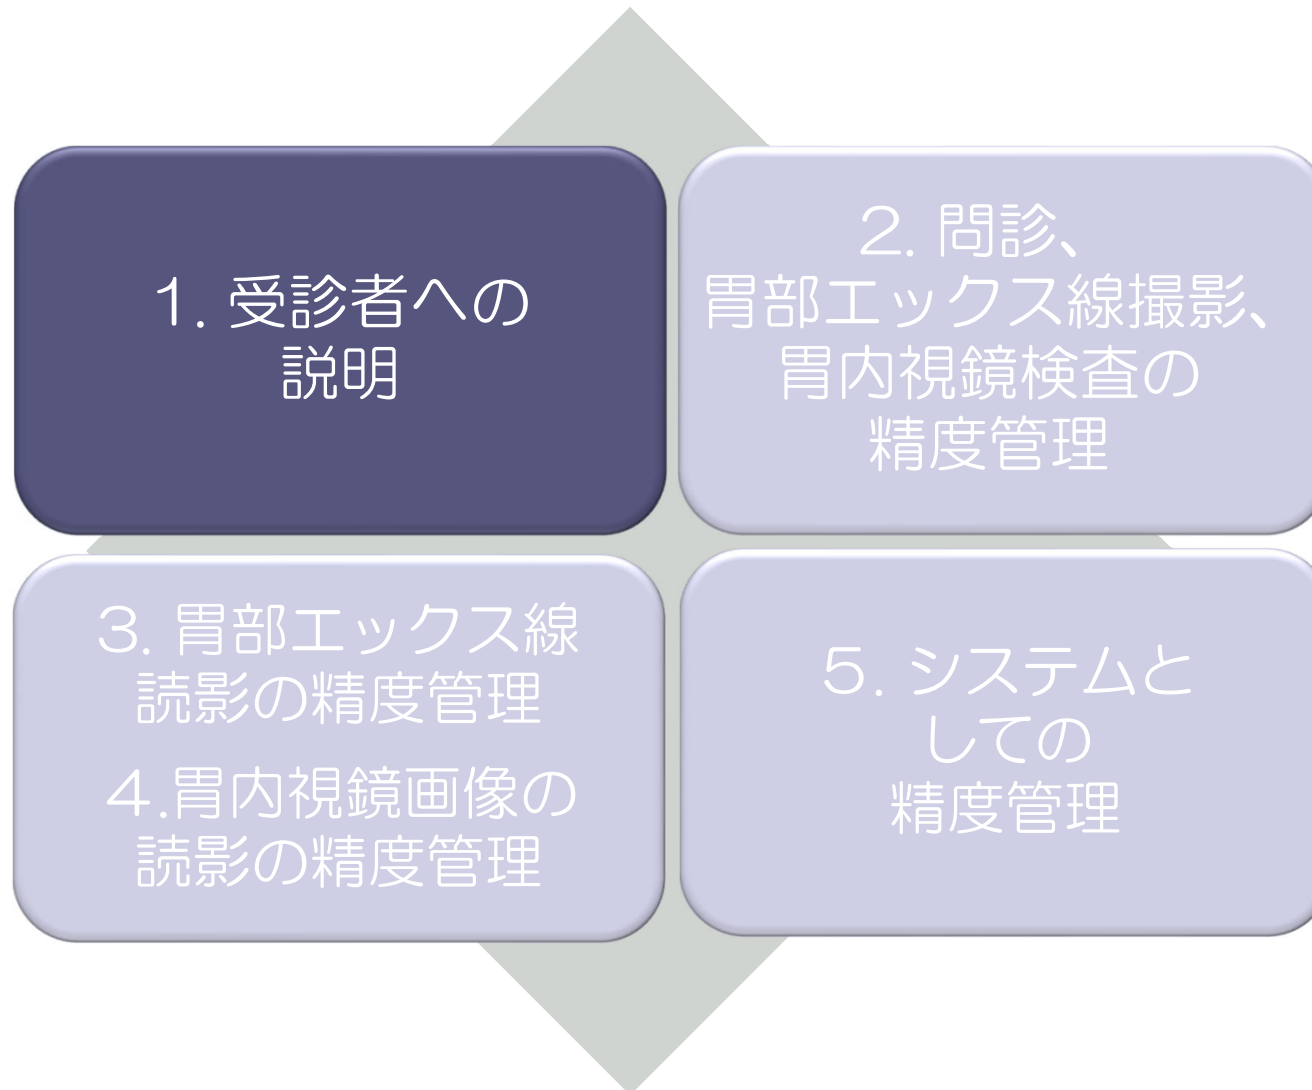 1. 受診者への
説明
2. 問診、
胃部エックス線撮影、
胃内視鏡検査の
精度管理
3. 胃部エックス線
読影の精度管理
4.胃内視鏡画像の
読影の精度管理
5. システムと
しての
精度管理